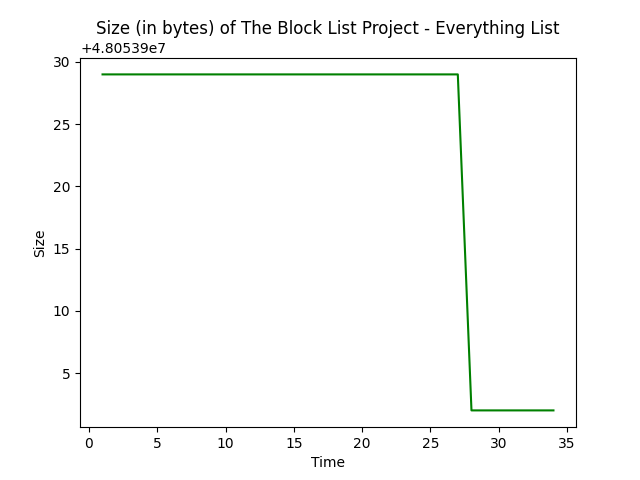 Size (in bytes) of The Block List Project - Everything List
+4.80539e7
30
25
20
15
10
5
Size
0 5 10 15 20 25 30 35
Time